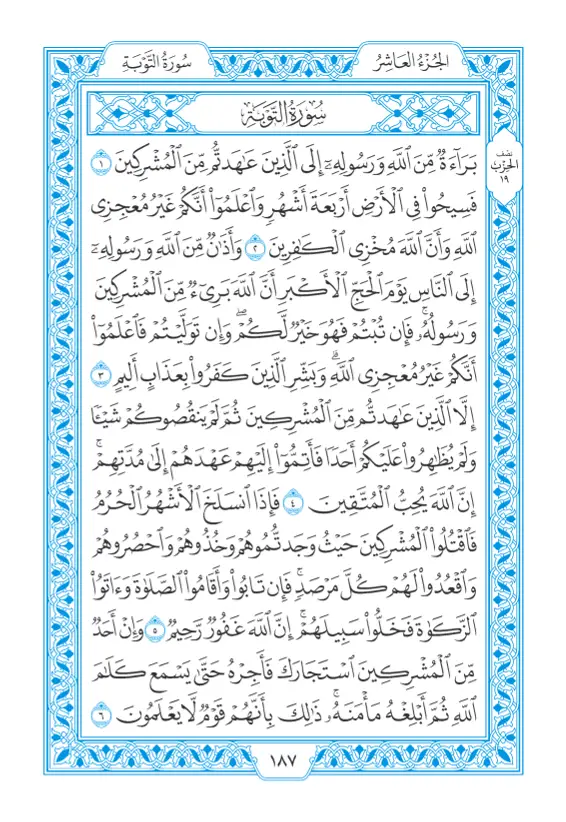 الجُزْءُ العَاشِرُ
سُورَةُ التَّوْبَةِ
سُورَةُ التَّوْبَةِ
نصف
الحزب
١٩
بَرَآءَةٌ مِّنَ ٱللَّهِ وَرَسُولِهِۦٓ إِلَى ٱلَّذِينَ عَٰهَدتُّم مِّنَ ٱلْمُشْرِكِينَ ١
فَسِيحُوا۟ فِى ٱلْأَرْضِ أَرْبَعَةَ أَشْهُرٍ وَٱعْلَمُوٓا۟ أَنَّكُمْ غَيْرُ مُعْجِزِى
ٱللَّهِ وَأَنَّ ٱللَّهَ مُخْزِى ٱلْكَٰفِرِينَ ٢ وَأَذَٰنٌ مِّنَ ٱللَّهِ وَرَسُولِهِۦٓ
إِلَى ٱلنَّاسِ يَوْمَ ٱلْحَجِّ ٱلْأَكْبَرِ أَنَّ ٱللَّهَ بَرِىٓءٌ مِّنَ ٱلْمُشْرِكِينَ
وَرَسُولُهُۥ ۚ فَإِن تُبْتُمْ فَهُوَ خَيْرٌ لَّكُمْ ۖ وَإِن تَوَلَّيْتُمْ فَٱعْلَمُوٓا۟
أَنَّكُمْ غَيْرُ مُعْجِزِى ٱللَّهِ ۗ وَبَشِّرِ ٱلَّذِينَ كَفَرُوا۟ بِعَذَابٍ أَلِيمٍ ٣
إِلَّا ٱلَّذِينَ عَٰهَدتُّم مِّنَ ٱلْمُشْرِكِينَ ثُمَّ لَمْ يَنقُصُوكُمْ شَيْـًٔا
وَلَمْ يُظَٰهِرُوا۟ عَلَيْكُمْ أَحَدًا فَأَتِمُّوٓا۟ إِلَيْهِمْ عَهْدَهُمْ إِلَىٰ مُدَّتِهِمْ ۚ
إِنَّ ٱللَّهَ يُحِبُّ ٱلْمُتَّقِينَ ٤ فَإِذَا ٱنسَلَخَ ٱلْأَشْهُرُ ٱلْحُرُمُ
فَٱقْتُلُوا۟ ٱلْمُشْرِكِينَ حَيْثُ وَجَدتُّمُوهُمْ وَخُذُوهُمْ وَٱحْصُرُوهُمْ
وَٱقْعُدُوا۟ لَهُمْ كُلَّ مَرْصَدٍ ۚ فَإِن تَابُوا۟ وَأَقَامُوا۟ ٱلصَّلَوٰةَ وَءَاتَوُا۟
ٱلزَّكَوٰةَ فَخَلُّوا۟ سَبِيلَهُمْ ۚ إِنَّ ٱللَّهَ غَفُورٌ رَّحِيمٌ ٥ وَإِنْ أَحَدٌ
مِّنَ ٱلْمُشْرِكِينَ ٱسْتَجَارَكَ فَأَجِرْهُ حَتَّىٰ يَسْمَعَ كَلَٰمَ
ٱللَّهِ ثُمَّ أَبْلِغْهُ مَأْمَنَهُۥ ۚ ذَٰلِكَ بِأَنَّهُمْ قَوْمٌ لَّا يَعْلَمُونَ ٦
١٨٧